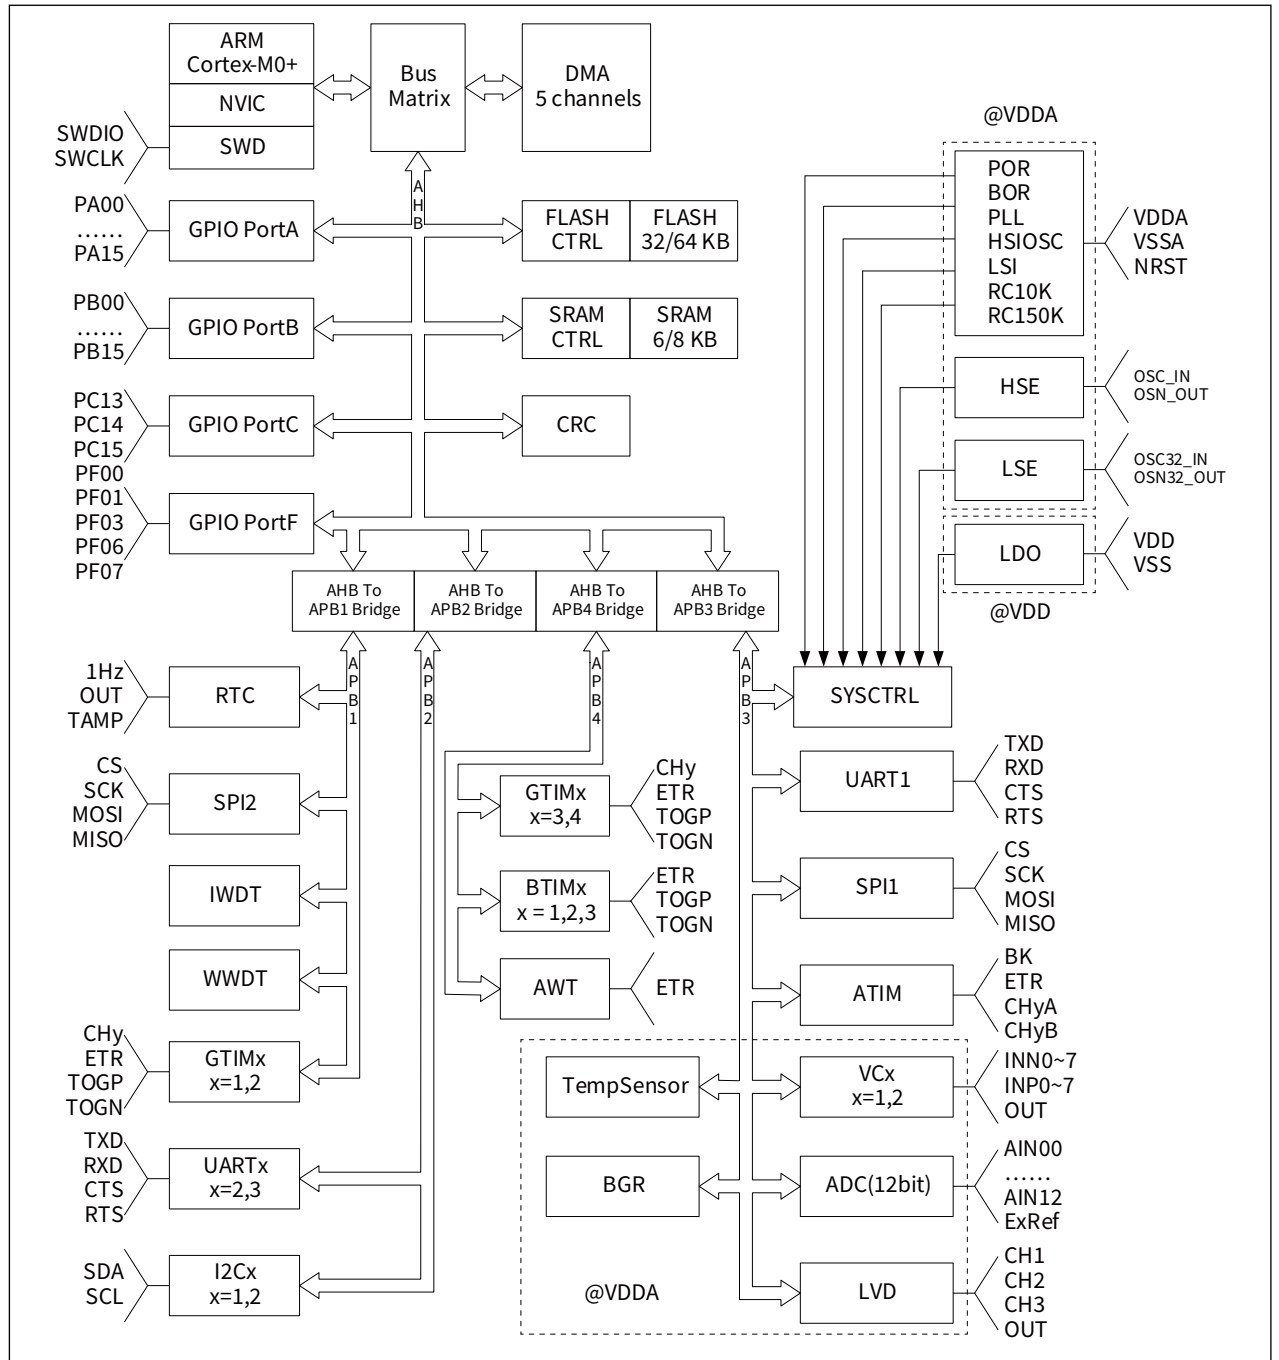 ARM
Cortex-M0+
NVIC
SWD
Bus
Matrix
DMA
5 channels
SWDIO
SWCLK
@VDDA
AHB
PA00
......
PA15
GPIO PortA
FLASH
CTRL
FLASH
32/64 KB
POR
BOR
PLL
HSIOSC
LSI
RC10K
RC150K
VDDA
VSSA
NRST
PB00
......
PB15
GPIO PortB
SRAM
CTRL
SRAM
6/8 KB
HSE
OSC_IN
OSN_OUT
PC13
PC14
PC15
GPIO PortC
CRC
LSE
OSC32_IN
OSN32_OUT
PF00
PF01
PF03
PF06
PF07
GPIO PortF
LDO
VDD
VSS
@VDD
AHB To
APB1 Bridge
AHB To
APB2 Bridge
AHB To
APB4 Bridge
AHB To
APB3 Bridge
APB1
APB2
APB4
APB3
1Hz
OUT
TAMP
RTC
SYSCTRL
CS
SCK
MOSI
MISO
SPI2
GTIMx
x=3,4
CHy
ETR
TOGP
TOGN
UART1
TXD
RXD
CTS
RTS
IWDT
BTIMx
x = 1,2,3
ETR
TOGP
TOGN
SPI1
CS
SCK
MOSI
MISO
WWDT
AWT
ETR
ATIM
BK
ETR
CHyA
CHyB
CHy
ETR
TOGP
TOGN
GTIMx
x=1,2
TempSensor
VCx
x=1,2
INN0~7
INP0~7
OUT
TXD
RXD
CTS
RTS
UARTx
x=2,3
BGR
ADC(12bit)
AIN00
......
AIN12
ExRef
SDA
SCL
I2Cx
x=1,2
@VDDA
LVD
CH1
CH2
CH3
OUT